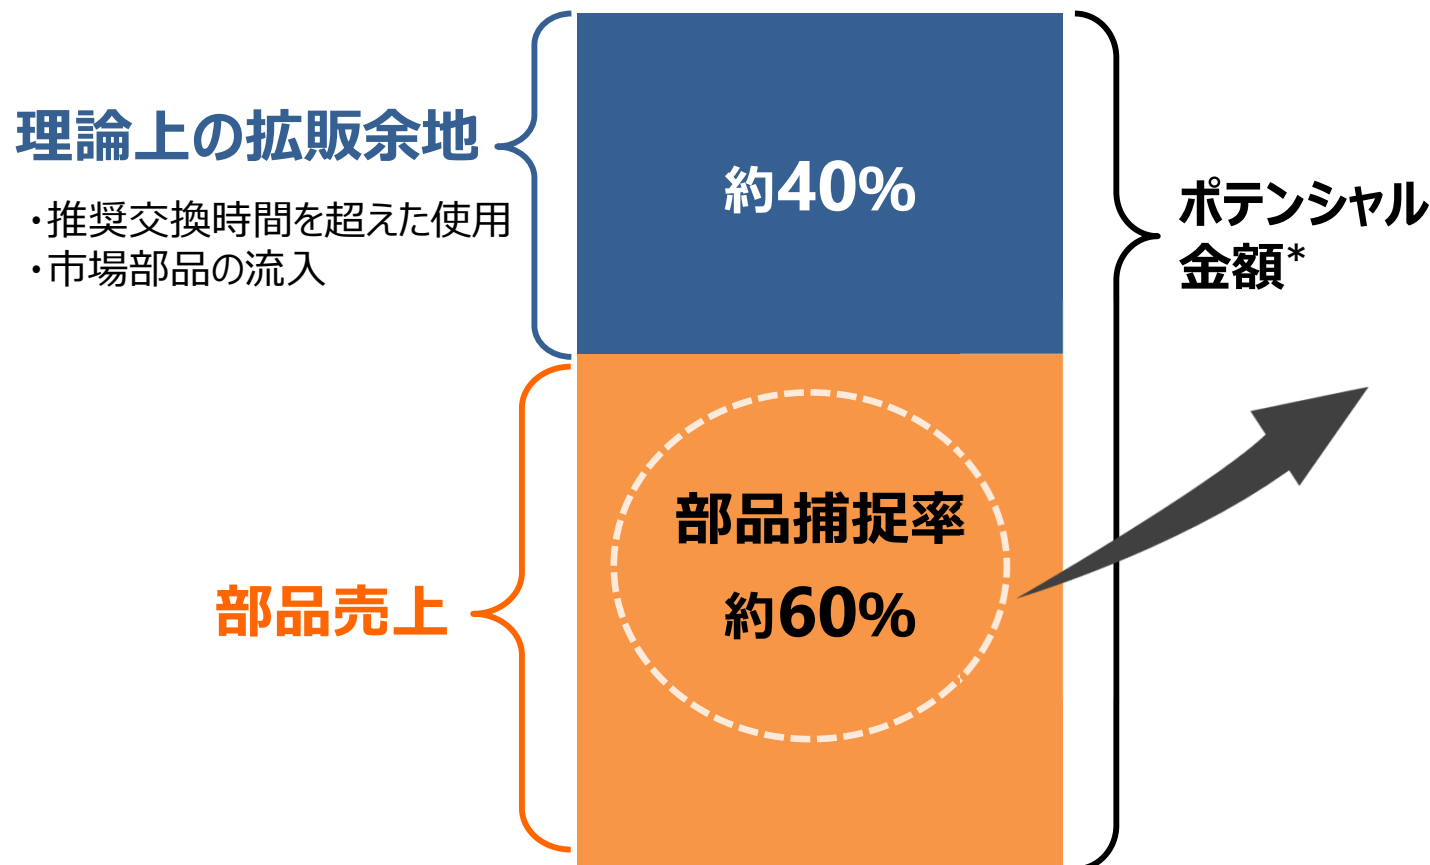 理論上の拡販余地
・推奨交換時間を超えた使用
・市場部品の流入
約40%
部品売上
部品捕捉率
約60%
ポテンシャル
金額*